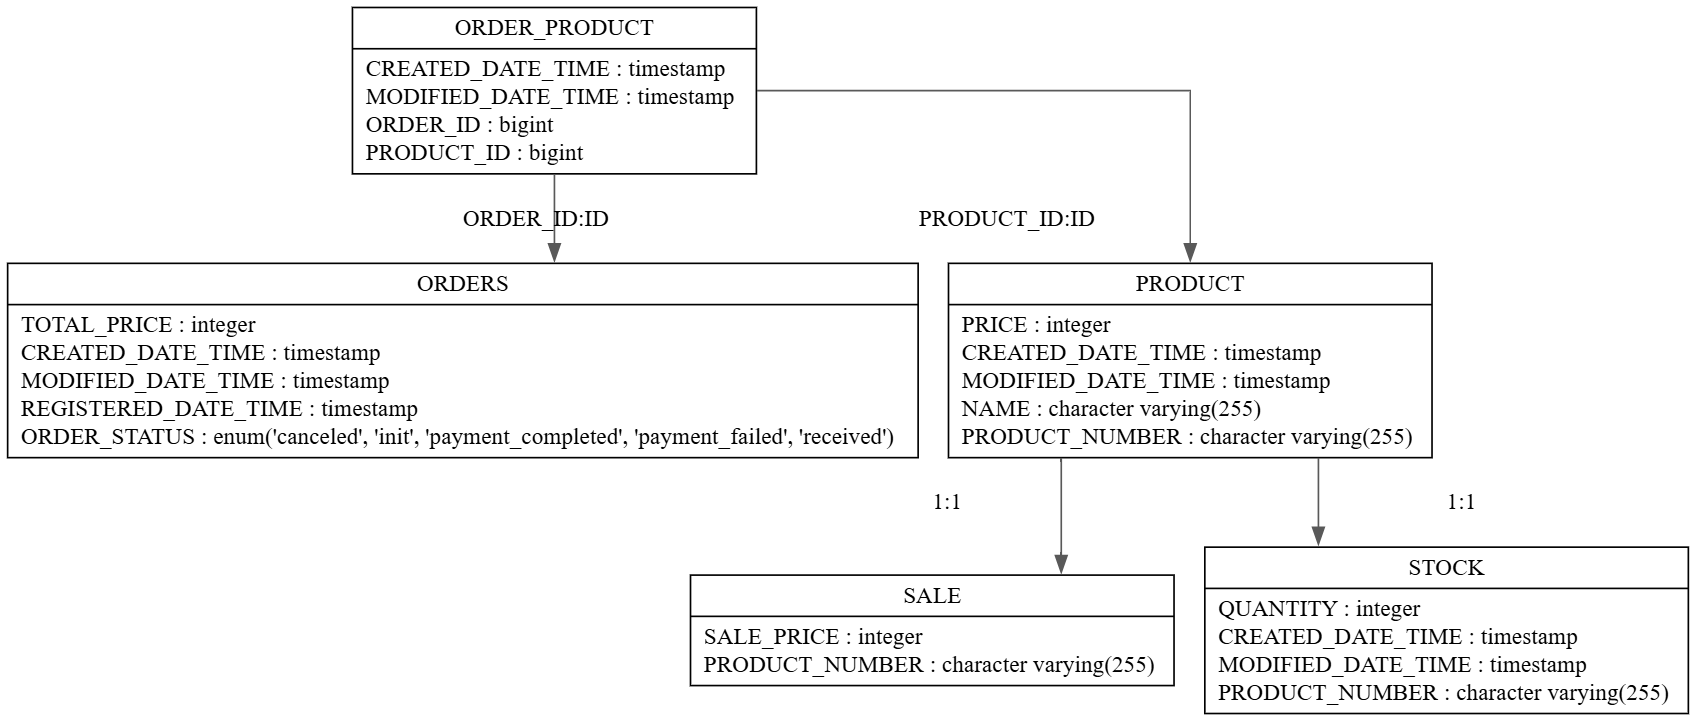 ORDER_PRODUCT
CREATED_DATE_TIME : timestamp
MODIFIED_DATE_TIME : timestamp
ORDER_ID : bigint
PRODUCT_ID : bigint
ORDER_ID:ID
PRODUCT_ID:ID
ORDERS
TOTAL_PRICE : integer
CREATED_DATE_TIME : timestamp
MODIFIED_DATE_TIME : timestamp
REGISTERED_DATE_TIME : timestamp
ORDER_STATUS : enum('canceled', 'init', 'payment_completed', 'payment_failed', 'received')
PRODUCT
PRICE : integer
CREATED_DATE_TIME : timestamp
MODIFIED_DATE_TIME : timestamp
NAME : character varying(255)
PRODUCT_NUMBER : character varying(255)
1:1
1:1
SALE
SALE_PRICE : integer
PRODUCT_NUMBER : character varying(255)
STOCK
QUANTITY : integer
CREATED_DATE_TIME : timestamp
MODIFIED_DATE_TIME : timestamp
PRODUCT_NUMBER : character varying(255)